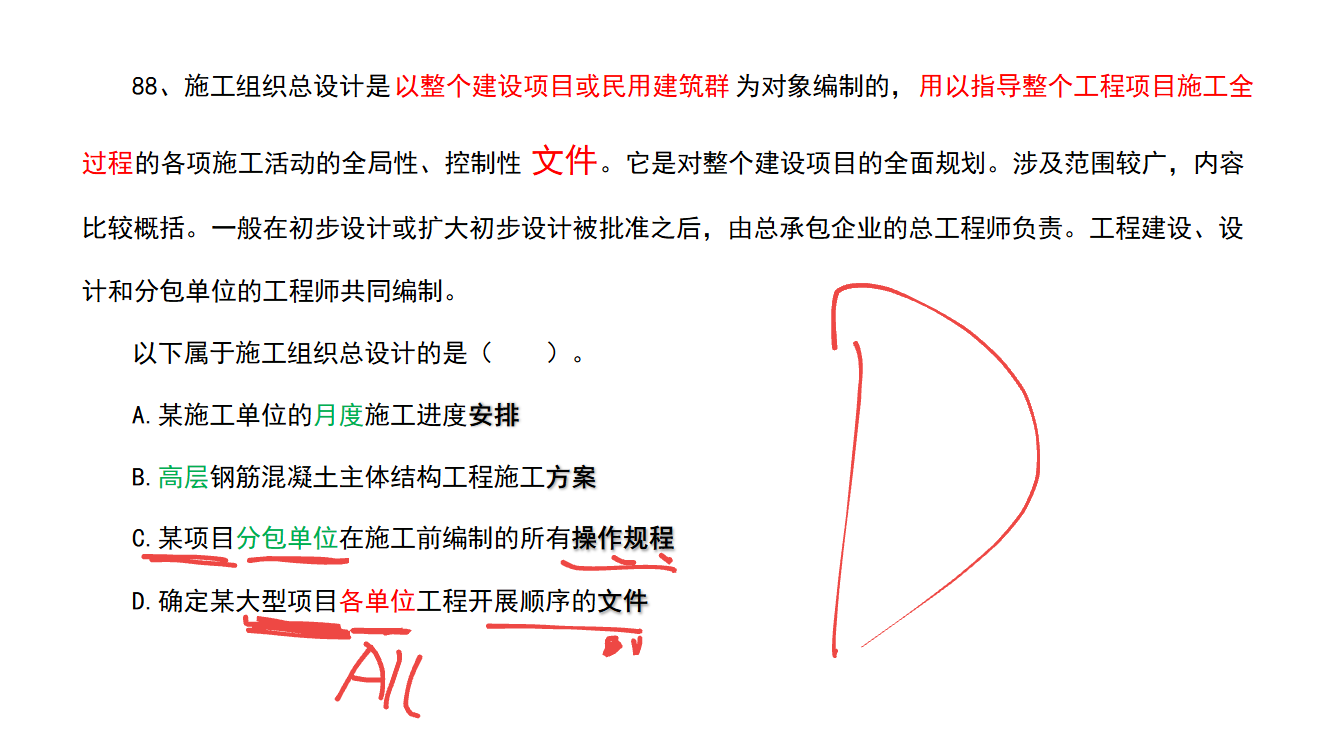 88、施工组织总设计是以整个建设项目或民用建筑群为对象编制的，用以指导整个工程项目施工全
过程的各项施工活动的全局性、控制性文件。它是对整个建设项目的全面规划。涉及范围较广，内容
比较概括。一般在初步设计或扩大初步设计被批准之后，由总承包企业的总工程师负责。工程建设、设
计和分包单位的工程师共同编制。
以下属于施工组织总设计的是（　　）。
A.某施工单位的月度施工进度安排
B.高层钢筋混凝土主体结构工程施工方案
C.某项目分包单位在施工前编制的所有操作规程
D.确定某大型项目各单位工程开展顺序的文件
All
D